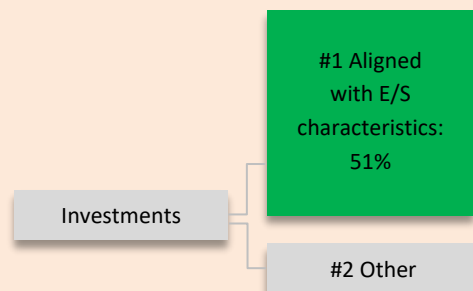 #1 Aligned
with E/S
characteristics:
51%
Investments
#2 Other